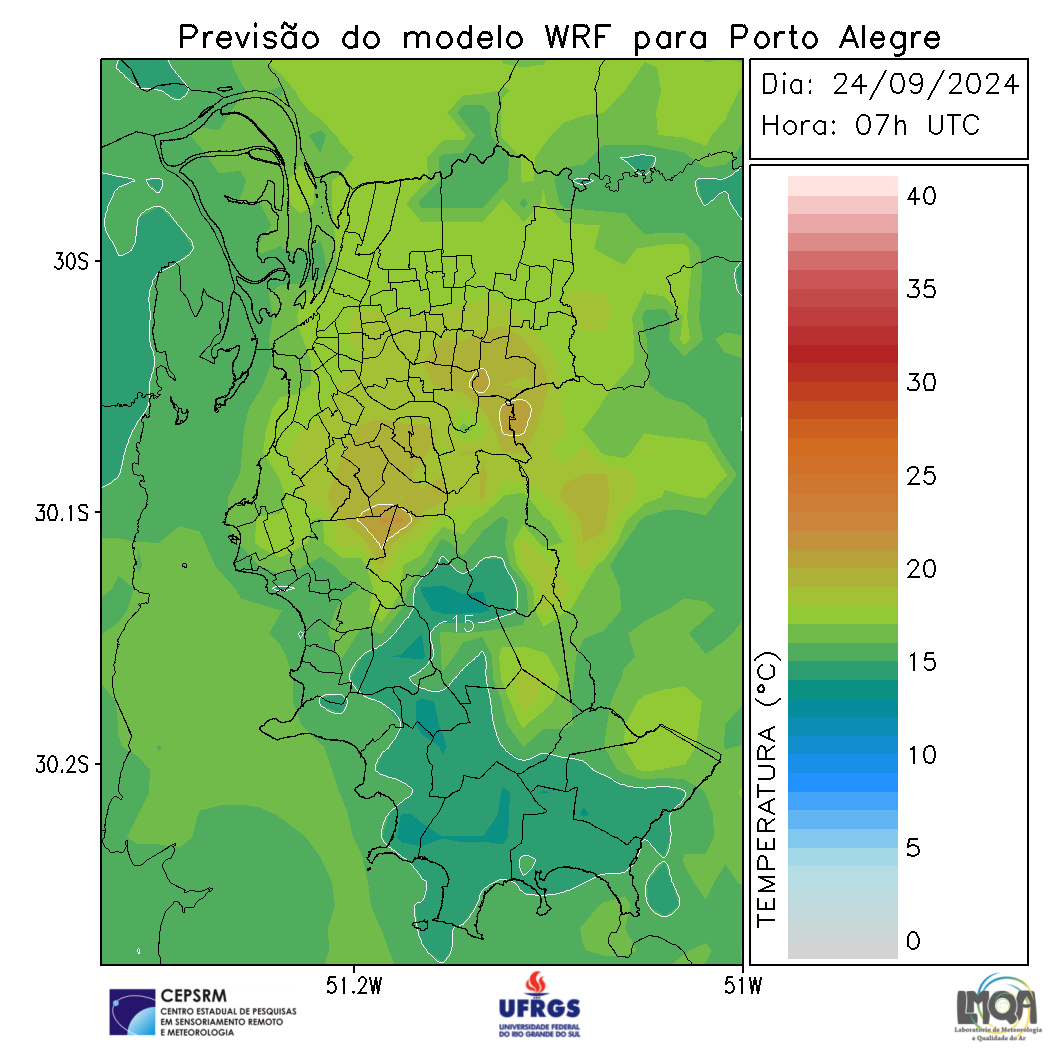 Previsão do modelo WRF para Porto Alegre
Dia: 24/09/2024
Hora: 07h UTC
30S
30.1S
30.2S
51.2W
51W
15
TEMPERATURA (°C)
40
35
30
25
20
15
10
5
0
CEPSRM
CENTRO ESTADUAL DE PESQUISAS
EM SENSORIAMENTO REMOTO
E METEOROLOGIA
UFRGS
UNIVERSIDADE FEDERAL
DO RIO GRANDE DO SUL
LMQA
Laboratório de Meteorologia
e Qualidade do Ar